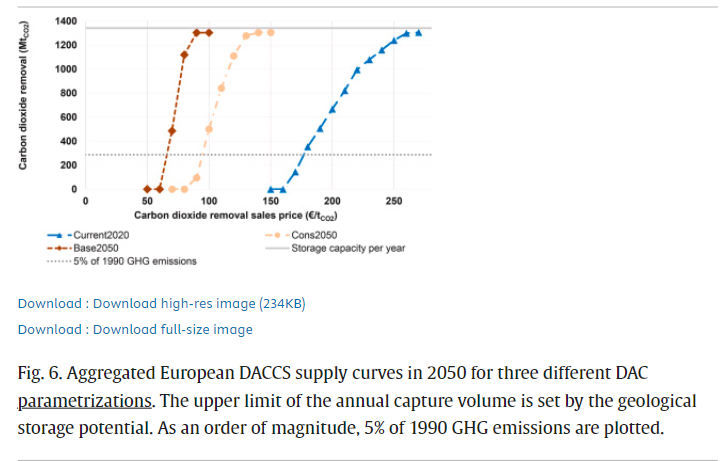 Carbon dioxide removal (Mtco2)
1400
1200
1000
800
600
400
200
0
0 50 100 150 200 250
Carbon dioxide removal sales price (€/tco2)
Current2020
Cons2050
Base2050
Storage capacity per year
5% of 1990 GHG emissions
Download : Download high-res image (234KB)
Download : Download full-size image
Fig. 6. Aggregated European DACCS supply curves in 2050 for three different DAC
parametrizations. The upper limit of the annual capture volume is set by the geological
storage potential. As an order of magnitude, 5% of 1990 GHG emissions are plotted.